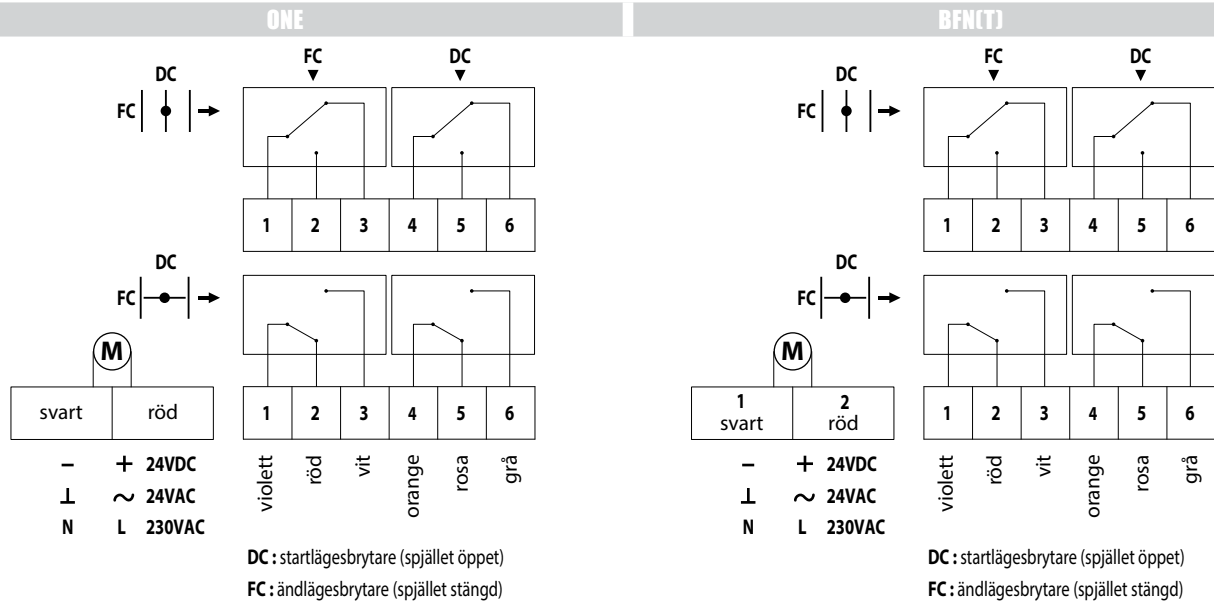 ONE
FC DC
DC
FC
1 2 3 4 5 6
DC
FC
M
svart röd
1 2 3 4 5 6
violett röd vit orange rosa grå
– + 24VDC
⊥ ~ 24VAC
N L 230VAC
DC : startlägesbrytare (spjället öppet)
FC : ändlägesbrytare (spjället stängd)
BFN(T)
FC DC
DC
FC
1 2 3 4 5 6
DC
FC
M
1 2
svart röd
1 2 3 4 5 6
violett röd vit orange rosa grå
– + 24VDC
⊥ ~ 24VAC
N L 230VAC
DC : startlägesbrytare (spjället öppet)
FC : ändlägesbrytare (spjället stängd)